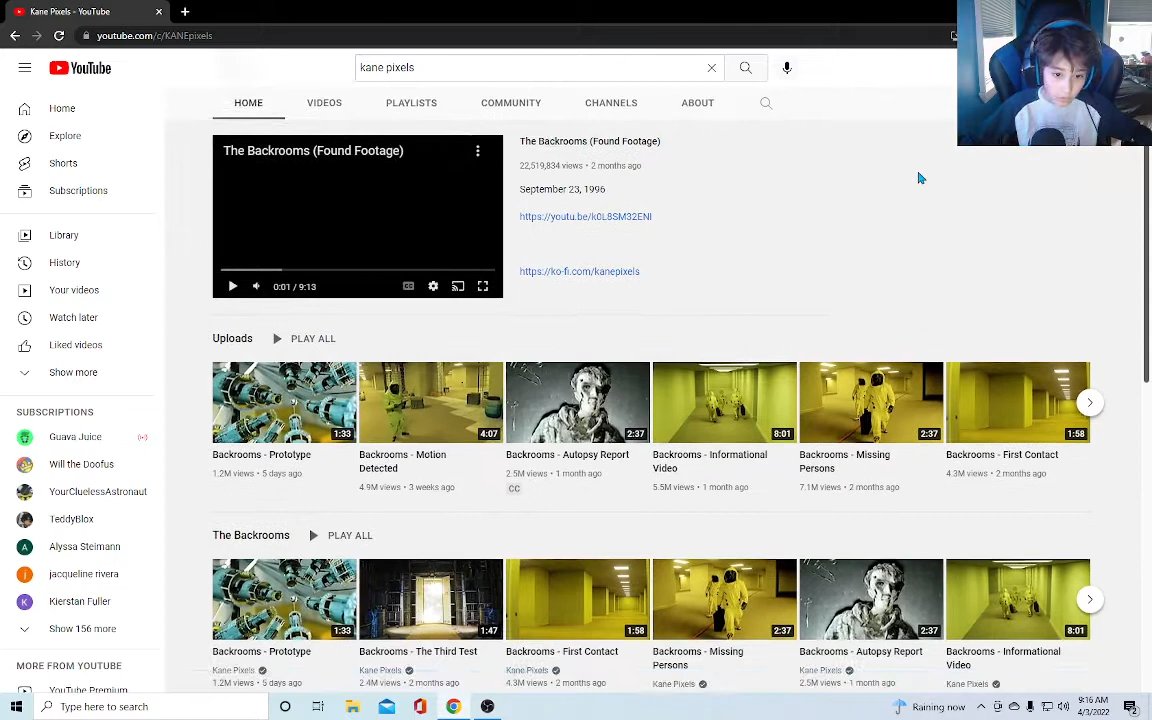 Kane Pixels - YouTube
youtube.com/c/KANEpixels
YouTube
kane pixels
HOME VIDEOS PLAYLISTS COMMUNITY CHANNELS ABOUT
Home
Explore
Shorts
Subscriptions
Library
History
Your videos
Watch later
Liked videos
Show more
SUBSCRIPTIONS
Guava Juice
Will the Doofus
YourCluelessAstronaut
TeddyBlox
Alyssa Steimann
jacqueline rivera
K Kierstan Fuller
Show 156 more
MORE FROM YOUTUBE
YouTube Premium
The Backrooms (Found Footage)
0:01 / 9:13
The Backrooms (Found Footage)
22,519,834 views • 2 months ago
September 23, 1996
https://youtu.be/k0L8SM32ENI
https://ko-fi.com/kanepixels
Uploads PLAY ALL
1:33 4:07 2:37 8:01 2:37 1:58
Backrooms - Prototype
1.2M views • 5 days ago
Backrooms - Motion
Detected
4.9M views • 3 weeks ago
Backrooms - Autopsy Report
2.5M views • 1 month ago
CC
Backrooms - Informational
Video
5.5M views • 1 month ago
Backrooms - Missing
Persons
7.1M views • 2 months ago
Backrooms - First Contact
4.3M views • 2 months ago
The Backrooms PLAY ALL
1:33 1:47 1:58 2:37 2:37 8:01
Backrooms - Prototype
Kane Pixels
1.2M views • 5 days ago
Backrooms - The Third Test
Kane Pixels
2.4M views • 2 months ago
Backrooms - First Contact
Kane Pixels
4.3M views • 2 months ago
Backrooms - Missing
Persons
Kane Pixels
Backrooms - Autopsy Report
Kane Pixels
2.5M views • 1 month ago
Backrooms - Informational
Video
Kane Pixels
Type here to search
Raining now
9:16 AM
4/3/2022